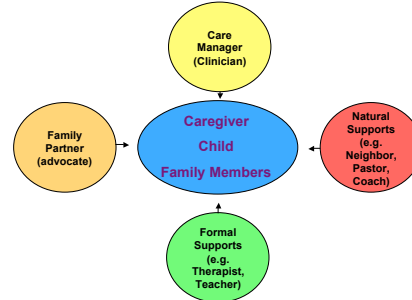 Care
Manager
(Clinician)
Family
Partner
(advocate)
Caregiver
Child
Family Members
Natural
Supports
(e.g.
Neighbor,
Pastor,
Coach)
Formal
Supports
(e.g.
Therapist,
Teacher)